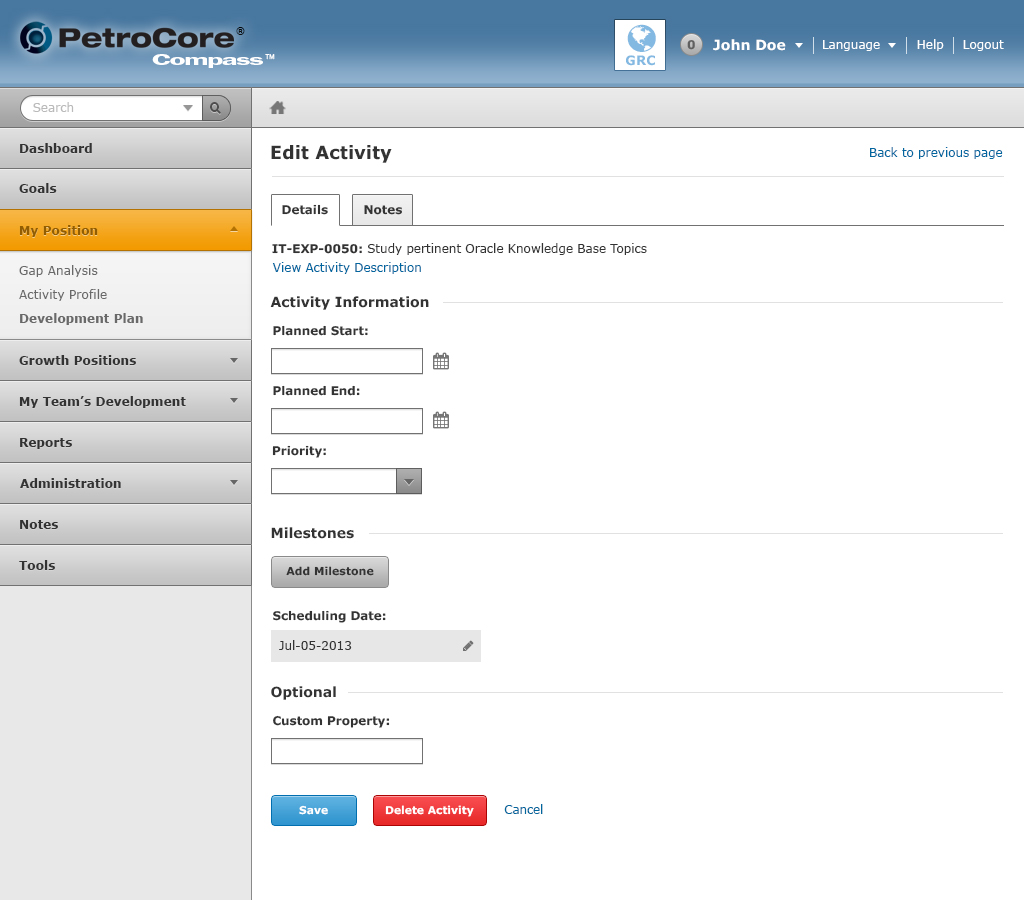 PetroCore®
Compass™
GRC
0 John Doe Language Help Logout
Search
Dashboard
Goals
My Position
Gap Analysis
Activity Profile
Development Plan
Growth Positions
My Team’s Development
Reports
Administration
Notes
Tools
Edit Activity
Back to previous page
Details Notes
IT-EXP-0050: Study pertinent Oracle Knowledge Base Topics
View Activity Description
Activity Information
Planned Start:
Planned End:
Priority:
Milestones
Add Milestone
Scheduling Date:
Jul-05-2013
Optional
Custom Property:
Save Delete Activity Cancel